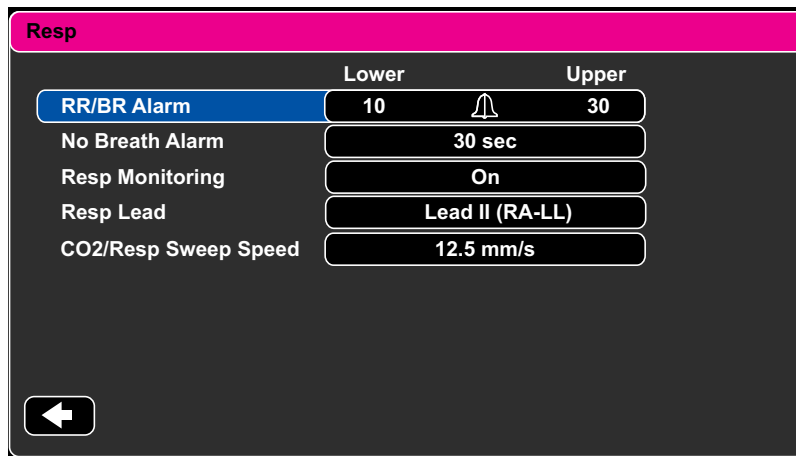 Resp
Lower Upper
RR/BR Alarm 10 30
No Breath Alarm 30 sec
Resp Monitoring On
Resp Lead Lead II (RA-LL)
CO2/Resp Sweep Speed 12.5 mm/s